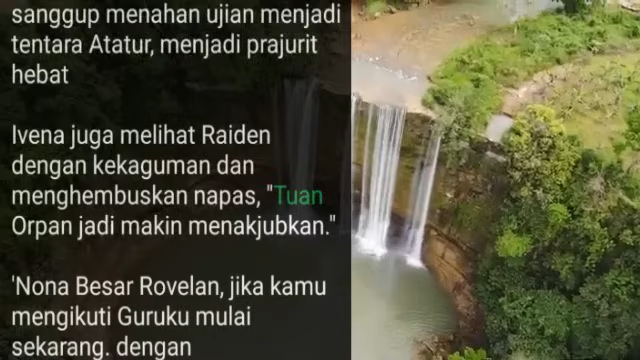 sanggup menahan ujian menjadi
tentara Atatur, menjadi prajurit
hebat
Ivena juga melihat Raiden
dengan kekaguman dan
menghembuskan napas, "Tuan
Orpan jadi makin menakjubkan."
'Nona Besar Rovelan, jika kamu
mengikuti Guruku mulai
sekarang. dengan